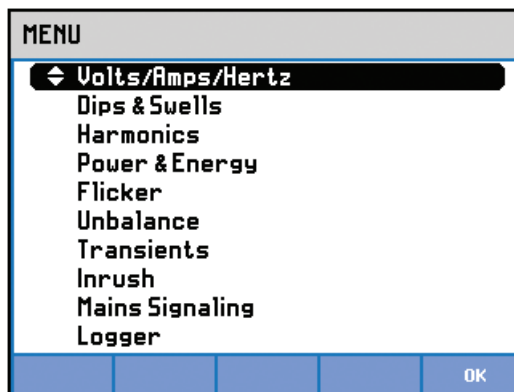 MENU
Volts/Amps/Hertz
Dips & Swells
Harmonics
Power & Energy
Flicker
Unbalance
Transients
Inrush
Mains Signaling
Logger
OK